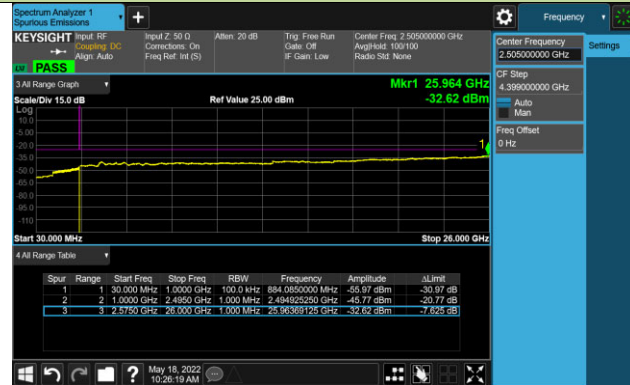 Spectrum Analyzer 1
Spurious Emissions
Frequency
KEYSIGHT
Input: RF
Coupling: DC
Align: Auto
Input Z: 50 Ω
Corrections: On
Freq Ref: Int (S)
Atten: 20 dB
Trig: Free Run
Gate: Off
IF Gain: Low
Center Freq: 2.505000000 GHz
Avg|Hold: 100/100
Radio Std: None
PASS
Center Frequency
2.505000000 GHz
Settings
CF Step
4.399000000 GHz
Auto
Man
Freq Offset
0 Hz
3 All Range Graph
Mkr1 25.964 GHz
Scale/Div 15.0 dB
Ref Value 25.00 dBm
-32.62 dBm
Log
10.0
-5.00
-20.0
-35.0
-50.0
-65.0
-80.0
-95.0
-110
1
Start 30.000 MHz
Stop 26.000 GHz
4 All Range Table
Spur Range Start Freq Stop Freq RBW Frequency Amplitude ΔLimit
1 1 30.000 MHz 1.0000 GHz 100.0 kHz 884.0850000 MHz -55.97 dBm -30.97 dB
2 2 1.0000 GHz 2.4950 GHz 1.000 MHz 2.494925250 GHz -45.77 dBm -20.77 dB
3 3 2.5750 GHz 26.000 GHz 1.000 MHz 25.96369125 GHz -32.62 dBm -7.625 dB
?
May 18, 2022
10:26:19 AM